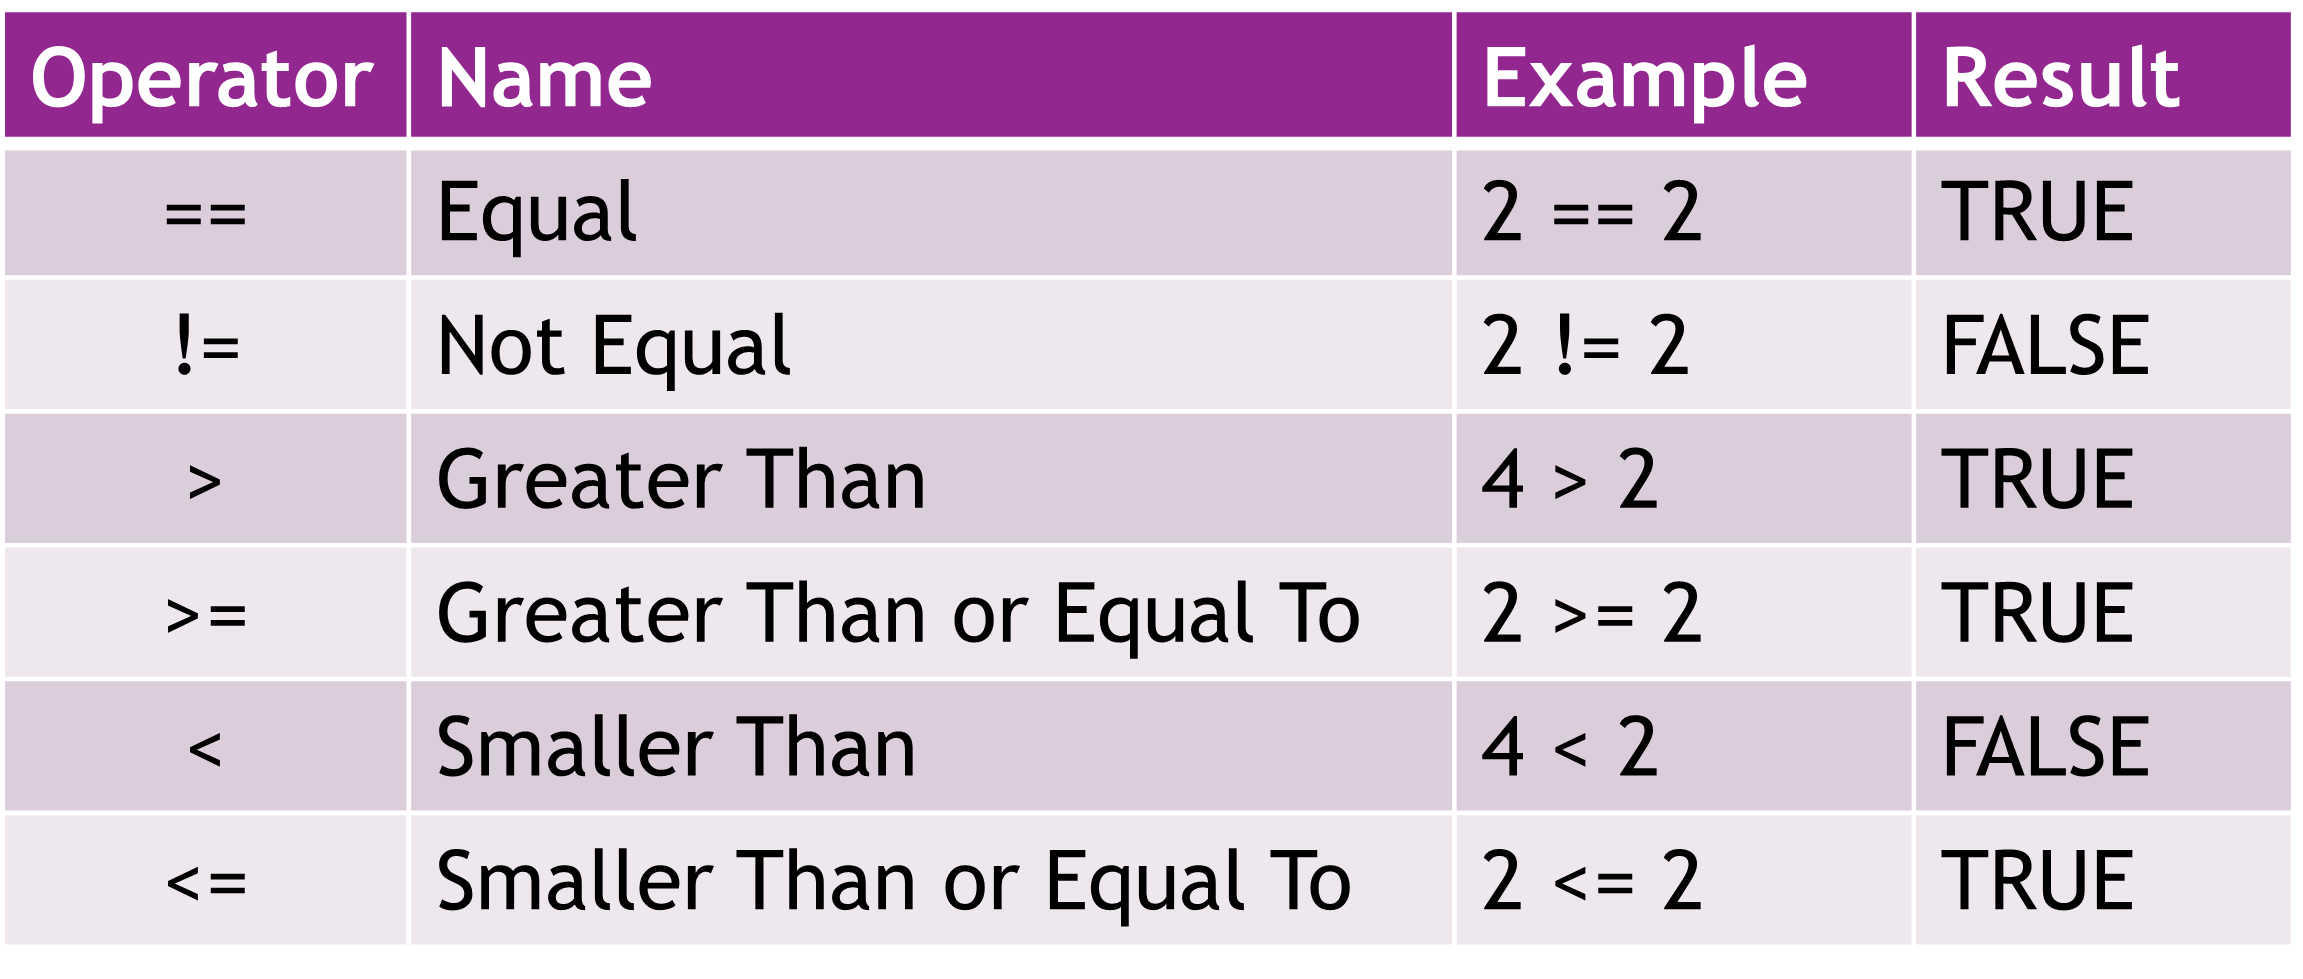 Operator Name Example Result
== Equal 2 == 2 TRUE
!= Not Equal 2 != 2 FALSE
> Greater Than 4 > 2 TRUE
>= Greater Than or Equal To 2 >= 2 TRUE
< Smaller Than 4 < 2 FALSE
<= Smaller Than or Equal To 2 <= 2 TRUE